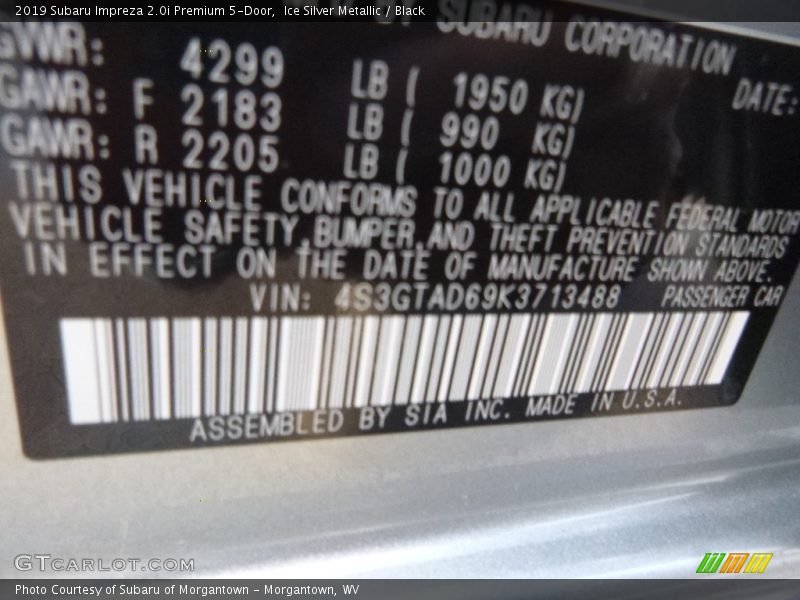 2019 Subaru Impreza 2.0i Premium 5-Door, Ice Silver Metallic / Black
SUBARU CORPORATION
GVWR: 4299 LB ( 1950 KG) DATE:
GAWR: F 2183 LB ( 990 KG)
GAWR: R 2205 LB ( 1000 KG)
THIS VEHICLE CONFORMS TO ALL APPLICABLE FEDERAL MOTOR
VEHICLE SAFETY,BUMPER,AND THEFT PREVENTION STANDARDS
IN EFFECT ON THE DATE OF MANUFACTURE SHOWN ABOVE.
VIN: 4S3GTAD69K3713488 PASSENGER CAR
ASSEMBLED BY SIA INC. MADE IN U.S.A.
GTCARLOT.COM
Photo Courtesy of Subaru of Morgantown - Morgantown, WV